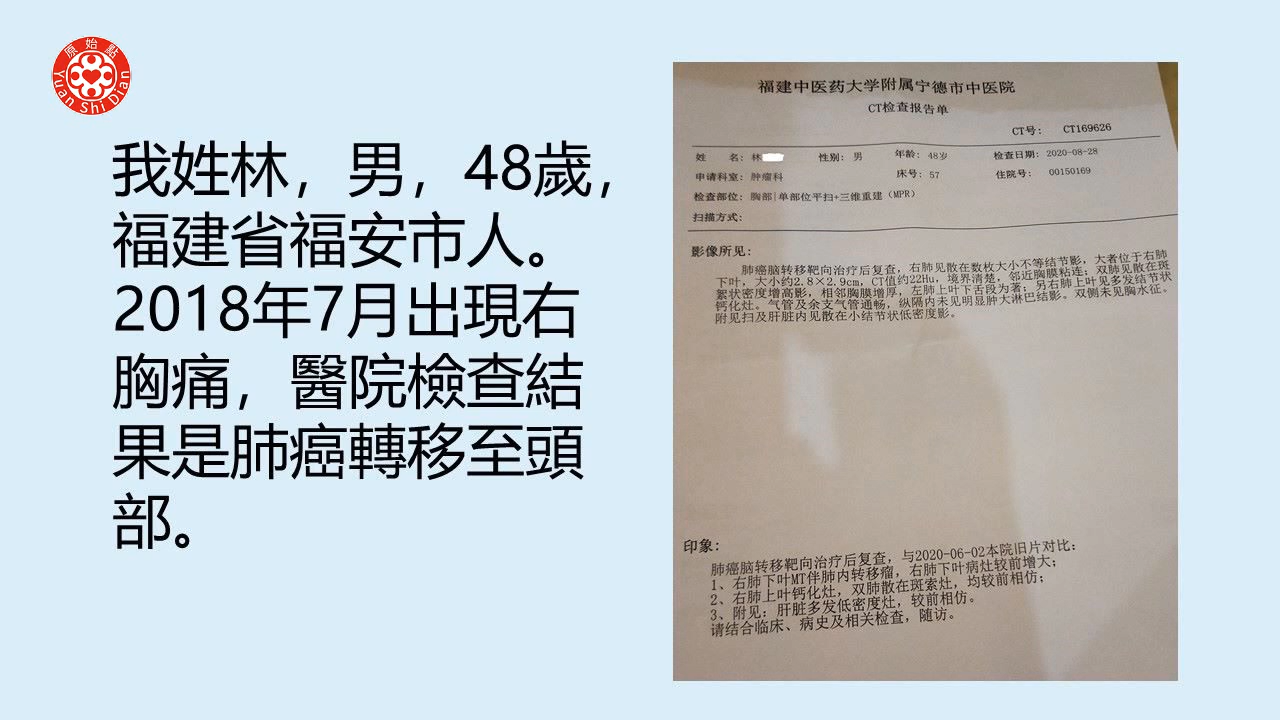 原始點
Yuan Shi Dian
我姓林，男，48歲，
福建省福安市人。
2018年7月出現右
胸痛，醫院檢查結
果是肺癌轉移至頭
部。
福建中医药大学附属宁德市中医院
CT检查报告单
CT号： CT169626
姓 名：林 性别：男 年龄：48岁 检查日期：2020-08-28
申请科室：肿瘤科 床号：57 住院号： 00150169
检查部位：胸部|单部位平扫+三维重建（MPR）
扫描方式：
影像所见：
肺癌脑转移靶向治疗后复查，右肺见散在数枚大小不等结节影，大者位于右肺
下叶，大小约2.8×2.9cm，CT值约22Hu，境界清楚，邻近胸膜粘连；双肺见散在斑
絮状密度增高影，相邻胸膜增厚，左肺上叶下舌段为著；另右肺上叶见多发结节状
钙化灶。气管及余支气管通畅，纵隔内未见明显肿大淋巴结影。双侧未见胸水征。
附见扫及肝脏内见散在小结节状低密度影。
印象：
肺癌脑转移靶向治疗后复查，与2020-06-02本院旧片对比：
1、右肺下叶MT伴肺内转移瘤，右肺下叶病灶较前增大；
2、右肺上叶钙化灶，双肺散在斑索灶，均较前相仿；
3、附见：肝脏多发低密度灶，较前相仿。
请结合临床、病史及相关检查，随访。